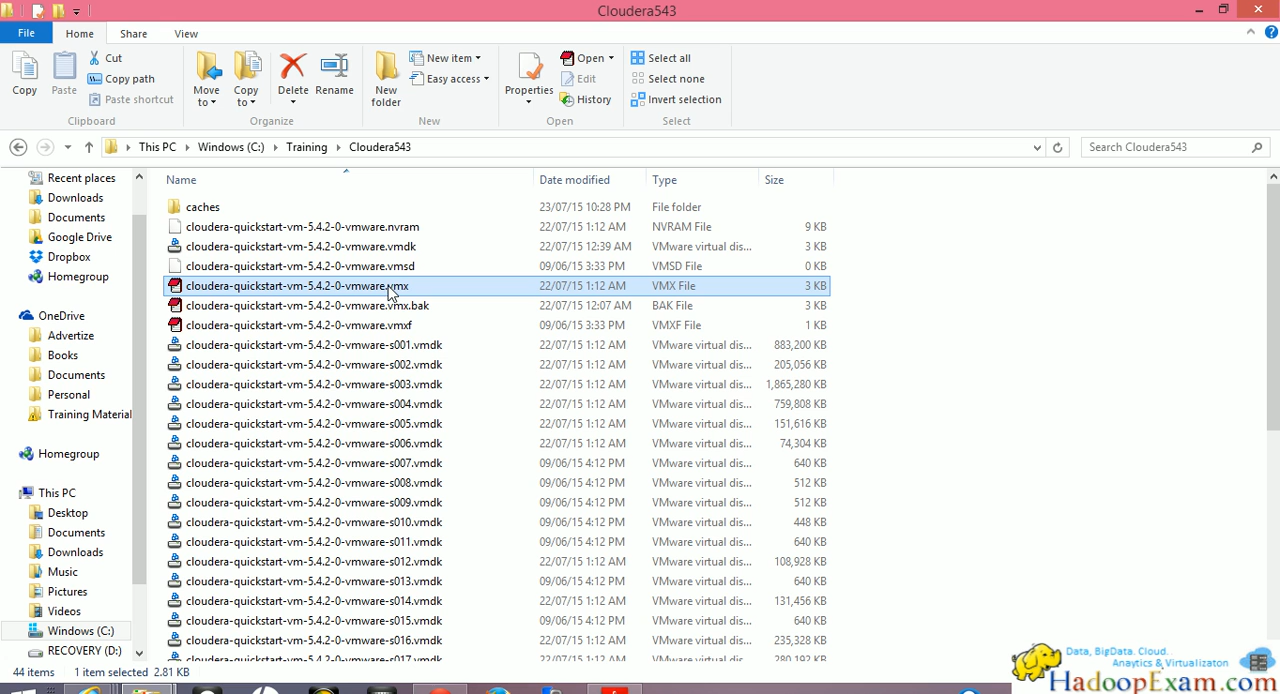 Cloudera543
File Home Share View
Copy
Paste
Cut
Copy path
Paste shortcut
Clipboard
Move to
Copy to
Delete
Rename
Organize
New folder
New item
Easy access
New
Properties
Open
Edit
History
Open
Select all
Select none
Invert selection
Select
This PC Windows (C:) Training Cloudera543
Search Cloudera543
Recent places
Downloads
Documents
Google Drive
Dropbox
Homegroup
OneDrive
Advertize
Books
Documents
Personal
Training Material
Homegroup
This PC
Desktop
Documents
Downloads
Music
Pictures
Videos
Windows (C:)
RECOVERY (D:)
Name Date modified Type Size
caches 23/07/15 10:28 PM File folder
cloudera-quickstart-vm-5.4.2-0-vmware.nvram 22/07/15 1:12 AM NVRAM File 9 KB
cloudera-quickstart-vm-5.4.2-0-vmware.vmdk 22/07/15 12:39 AM VMware virtual dis... 3 KB
cloudera-quickstart-vm-5.4.2-0-vmware.vmsd 09/06/15 3:33 PM VMSD File 0 KB
cloudera-quickstart-vm-5.4.2-0-vmware.vmx 22/07/15 1:12 AM VMX File 3 KB
cloudera-quickstart-vm-5.4.2-0-vmware.vmx.bak 22/07/15 12:07 AM BAK File 3 KB
cloudera-quickstart-vm-5.4.2-0-vmware.vmxf 09/06/15 3:33 PM VMXF File 1 KB
cloudera-quickstart-vm-5.4.2-0-vmware-s001.vmdk 22/07/15 1:12 AM VMware virtual dis... 883,200 KB
cloudera-quickstart-vm-5.4.2-0-vmware-s002.vmdk 22/07/15 1:12 AM VMware virtual dis... 205,056 KB
cloudera-quickstart-vm-5.4.2-0-vmware-s003.vmdk 22/07/15 1:12 AM VMware virtual dis... 1,865,280 KB
cloudera-quickstart-vm-5.4.2-0-vmware-s004.vmdk 22/07/15 1:12 AM VMware virtual dis... 759,808 KB
cloudera-quickstart-vm-5.4.2-0-vmware-s005.vmdk 22/07/15 1:12 AM VMware virtual dis... 151,616 KB
cloudera-quickstart-vm-5.4.2-0-vmware-s006.vmdk 22/07/15 1:12 AM VMware virtual dis... 74,304 KB
cloudera-quickstart-vm-5.4.2-0-vmware-s007.vmdk 09/06/15 4:12 PM VMware virtual dis... 640 KB
cloudera-quickstart-vm-5.4.2-0-vmware-s008.vmdk 09/06/15 4:12 PM VMware virtual dis... 512 KB
cloudera-quickstart-vm-5.4.2-0-vmware-s009.vmdk 09/06/15 4:12 PM VMware virtual dis... 512 KB
cloudera-quickstart-vm-5.4.2-0-vmware-s010.vmdk 09/06/15 4:12 PM VMware virtual dis... 448 KB
cloudera-quickstart-vm-5.4.2-0-vmware-s011.vmdk 09/06/15 4:12 PM VMware virtual dis... 640 KB
cloudera-quickstart-vm-5.4.2-0-vmware-s012.vmdk 22/07/15 1:12 AM VMware virtual dis... 108,928 KB
cloudera-quickstart-vm-5.4.2-0-vmware-s013.vmdk 09/06/15 4:12 PM VMware virtual dis... 640 KB
cloudera-quickstart-vm-5.4.2-0-vmware-s014.vmdk 22/07/15 1:12 AM VMware virtual dis... 131,456 KB
cloudera-quickstart-vm-5.4.2-0-vmware-s015.vmdk 09/06/15 4:12 PM VMware virtual dis... 640 KB
cloudera-quickstart-vm-5.4.2-0-vmware-s016.vmdk 22/07/15 1:12 AM VMware virtual dis... 235,328 KB
cloudera-quickstart-vm-5.4.2-0-vmware-s017.vmdk 22/07/15 1:12 AM VMware virtual dis... 280,192 KB
44 items 1 item selected 2.81 KB
Data, BigData. Cloud.
Anaytics & Virtualizaton
HadoopExam.com